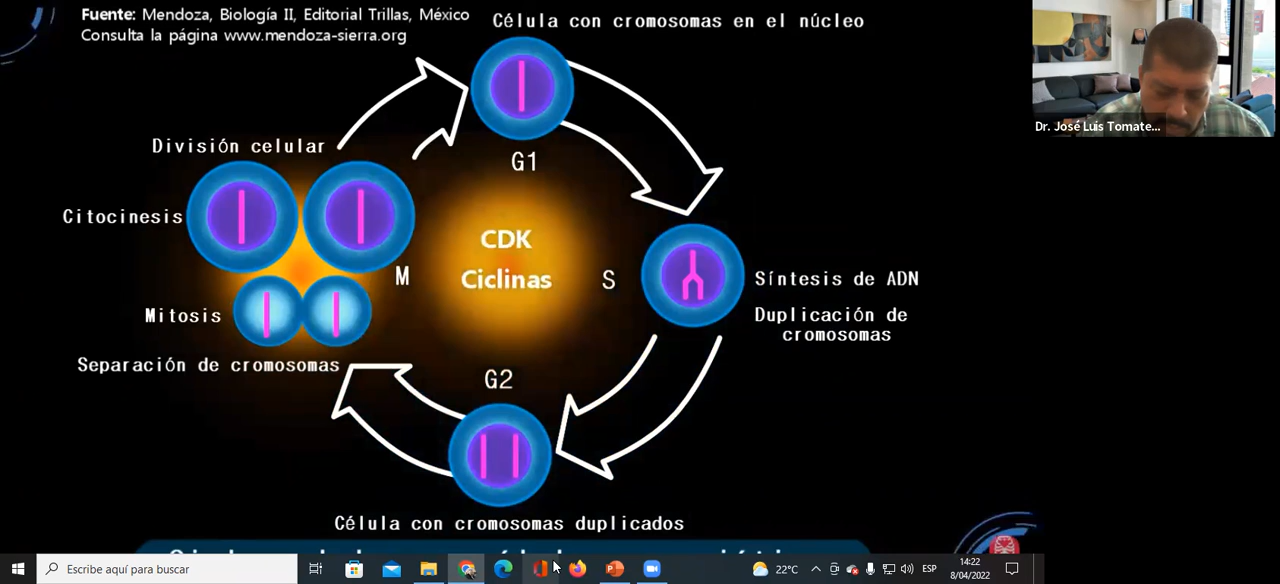 Fuente: Mendoza, Biología II, Editorial Trillas, México
Consulta la página www.mendoza-sierra.org
Célula con cromosomas en el núcleo
G1
División celular
Citocinesis
M
CDK
Ciclinas
S
Síntesis de ADN
Duplicación de
cromosomas
Mitosis
Separación de cromosomas
G2
Célula con cromosomas duplicados
Dr. José Luis Tomate...
Escribe aquí para buscar
22°C
ESP
14:22
8/04/2022